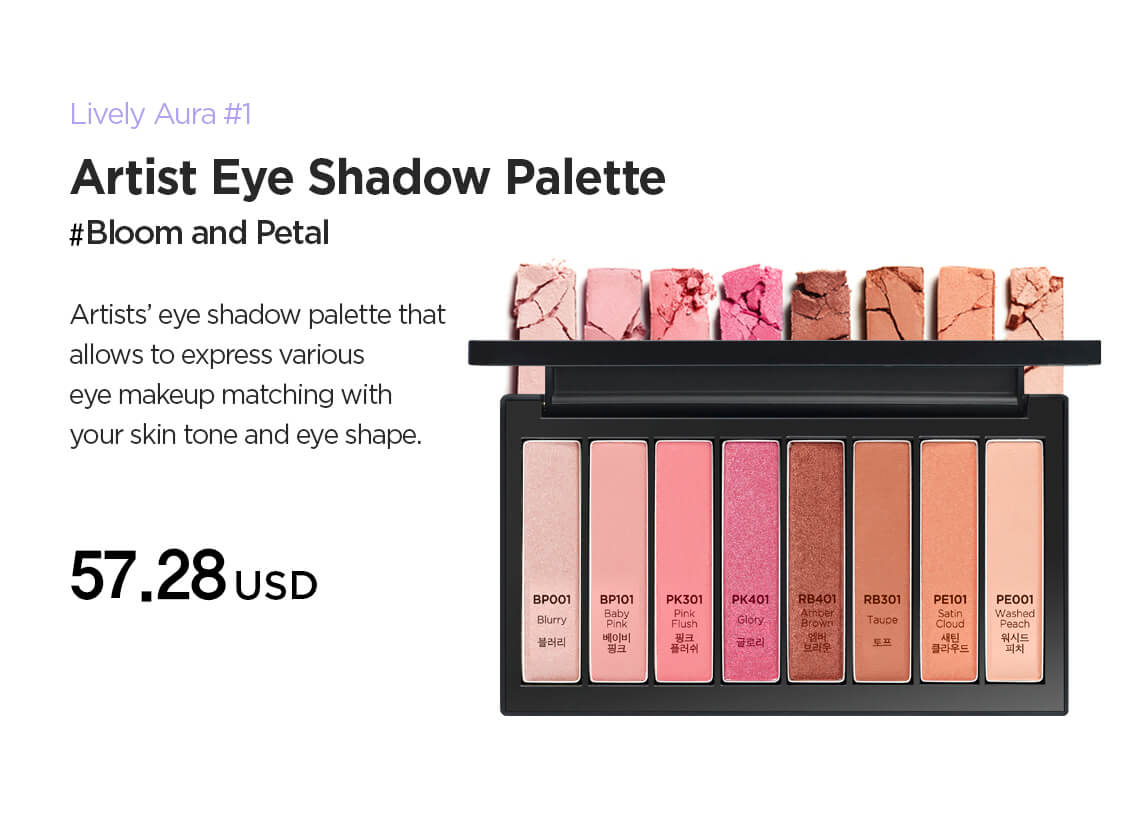 Lively Aura #1
Artist Eye Shadow Palette
#Bloom and Petal
Artists’ eye shadow palette that
allows to express various
eye makeup matching with
your skin tone and eye shape.
57.28 USD
BP001
Blurry
블러리
BP101
Baby
Pink
베이비
핑크
PK301
Pink
Flush
핑크
플러쉬
PK401
Glory
글로리
RB401
Amber
Brown
엠버
브라운
RB301
Taupe
토프
PE101
Satin
Cloud
새틴
클라우드
PE001
Washed
Peach
워시드
피치